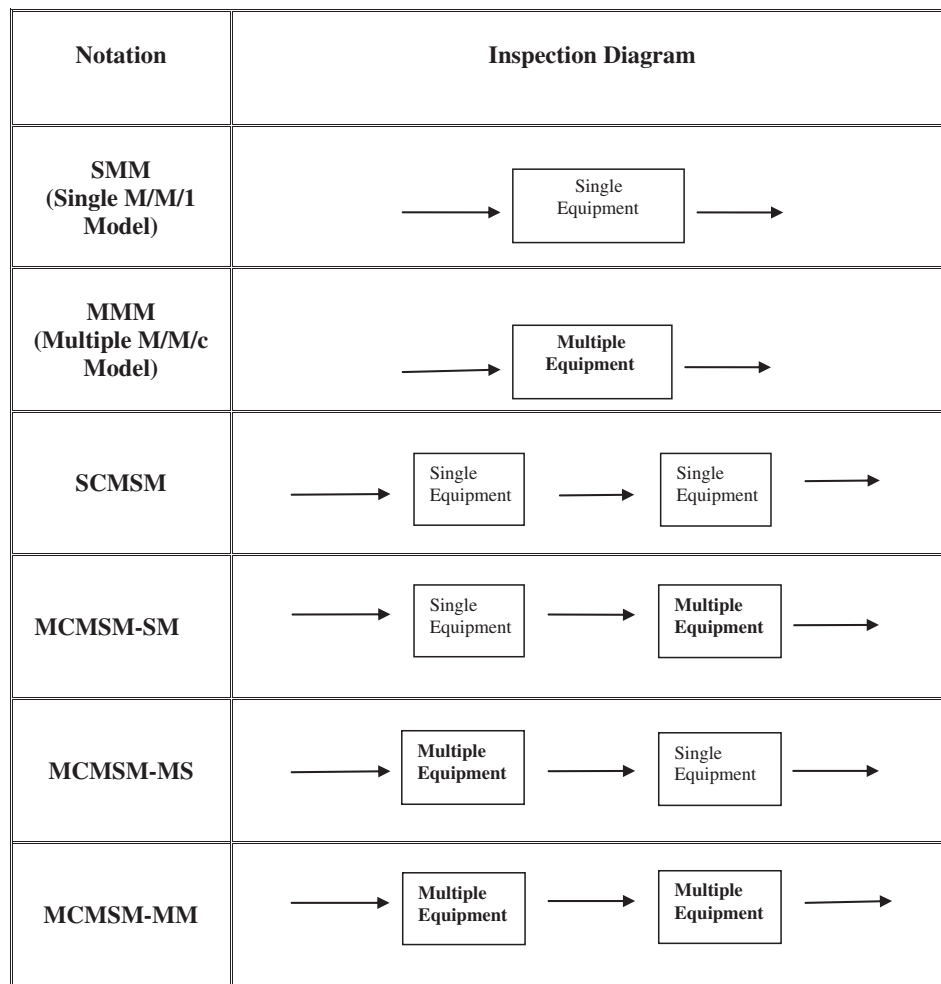 Notation
Inspection Diagram
SMM
(Single M/M/1
Model)
Single
Equipment
MMM
(Multiple M/M/c
Model)
Multiple
Equipment
SCMSM
Single
Equipment
Single
Equipment
MCMSM-SM
Single
Equipment
Multiple
Equipment
MCMSM-MS
Multiple
Equipment
Single
Equipment
MCMSM-MM
Multiple
Equipment
Multiple
Equipment